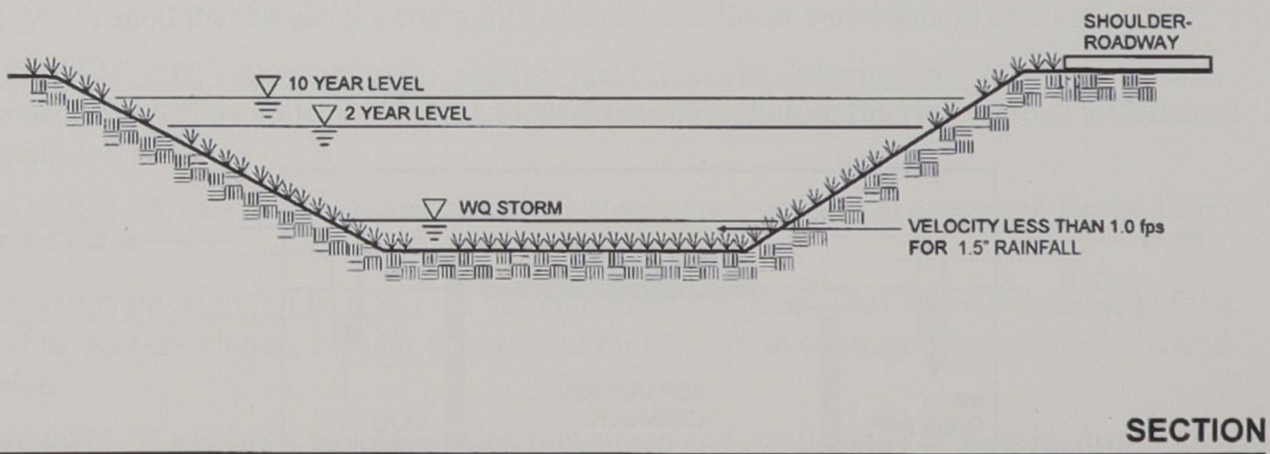 SHOULDER-
ROADWAY
10 YEAR LEVEL
2 YEAR LEVEL
WQ STORM
VELOCITY LESS THAN 1.0 fps
FOR 1.5" RAINFALL
SECTION